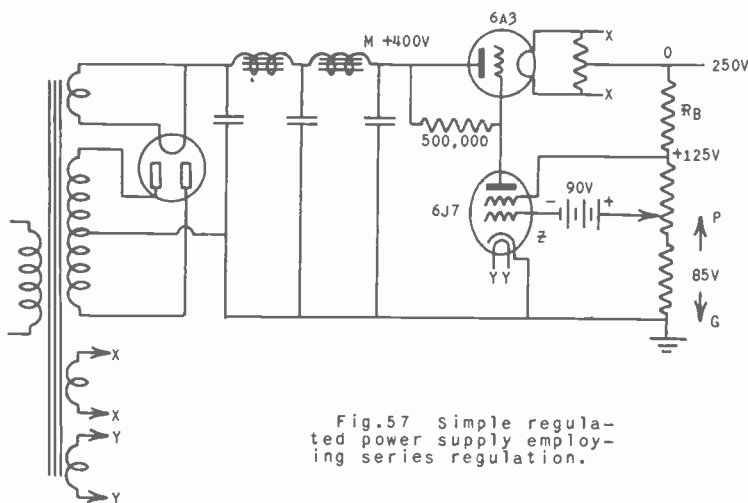 6A3
M +400V
X
O
250V
X
500,000
RB
+125V
6J7
90V
- +
P
Z
YY
85V
G
X
X
Y
Y
Fig.57 Simple regula-
ted power supply employ-
ing series regulation.